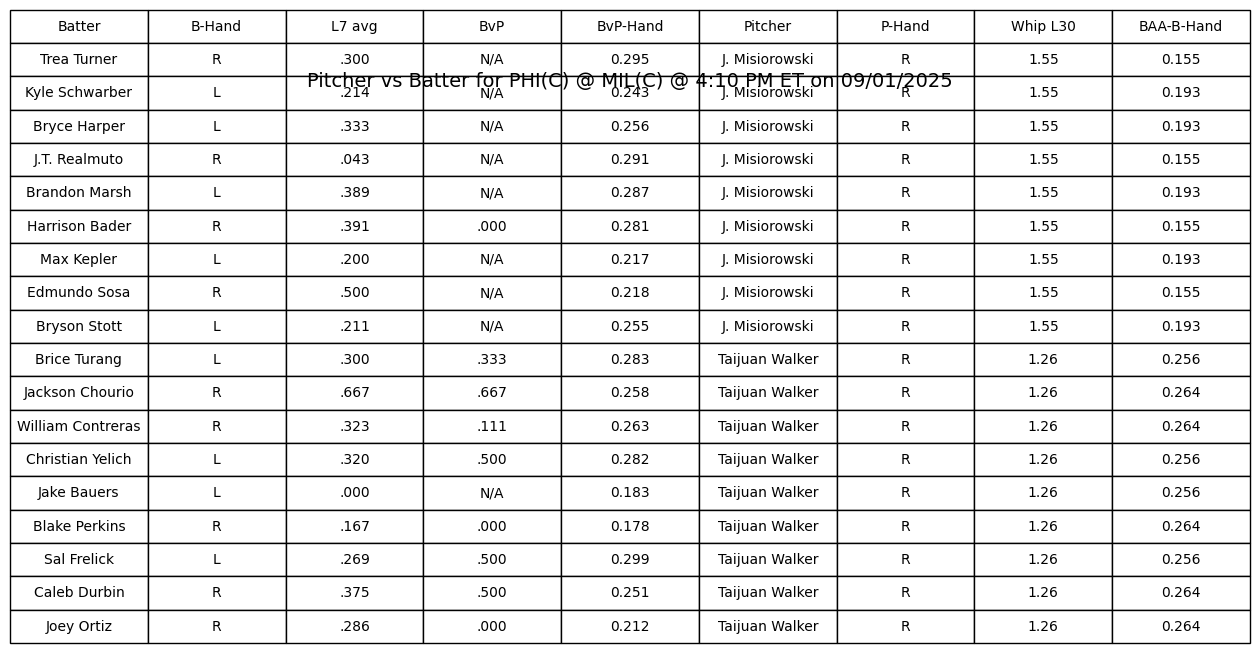 Batter B-Hand L7 avg BvP BvP-Hand Pitcher P-Hand Whip L30 BAA-B-Hand
Trea Turner R .300 N/A 0.295 J. Misiorowski R 1.55 0.155
Pitcher vs Batter for PHI(C) @ MIL(C) @ 4:10 PM ET on 09/01/2025
Kyle Schwarber L .214 N/A 0.243 J. Misiorowski R 1.55 0.193
Bryce Harper L .333 N/A 0.256 J. Misiorowski R 1.55 0.193
J.T. Realmuto R .043 N/A 0.291 J. Misiorowski R 1.55 0.155
Brandon Marsh L .389 N/A 0.287 J. Misiorowski R 1.55 0.193
Harrison Bader R .391 .000 0.281 J. Misiorowski R 1.55 0.155
Max Kepler L .200 N/A 0.217 J. Misiorowski R 1.55 0.193
Edmundo Sosa R .500 N/A 0.218 J. Misiorowski R 1.55 0.155
Bryson Stott L .211 N/A 0.255 J. Misiorowski R 1.55 0.193
Brice Turang L .300 .333 0.283 Taijuan Walker R 1.26 0.256
Jackson Chourio R .667 .667 0.258 Taijuan Walker R 1.26 0.264
William Contreras R .323 .111 0.263 Taijuan Walker R 1.26 0.264
Christian Yelich L .320 .500 0.282 Taijuan Walker R 1.26 0.256
Jake Bauers L .000 N/A 0.183 Taijuan Walker R 1.26 0.256
Blake Perkins R .167 .000 0.178 Taijuan Walker R 1.26 0.264
Sal Frelick L .269 .500 0.299 Taijuan Walker R 1.26 0.256
Caleb Durbin R .375 .500 0.251 Taijuan Walker R 1.26 0.264
Joey Ortiz R .286 .000 0.212 Taijuan Walker R 1.26 0.264